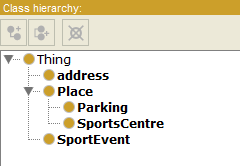 Class hierarchy:
Thing
address
Place
Parking
SportsCentre
SportEvent